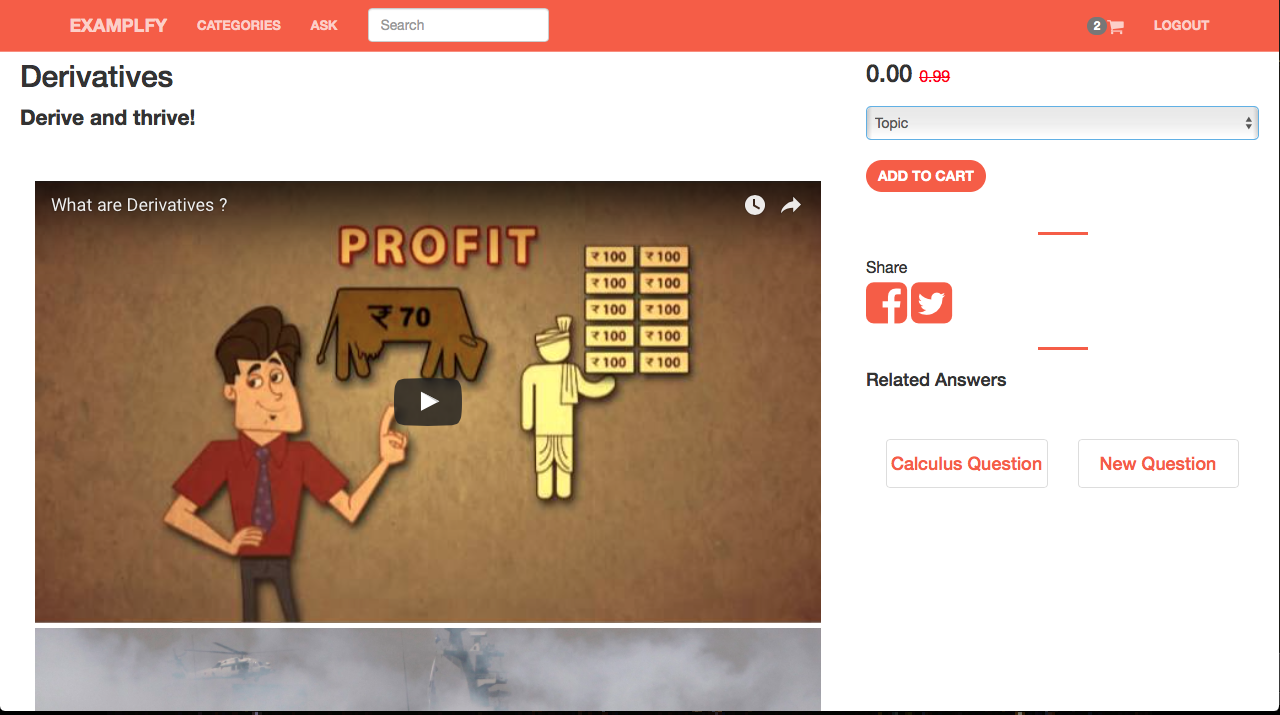 EXAMPLFY CATEGORIES ASK Search 2 LOGOUT
Derivatives
Derive and thrive!
What are Derivatives ?
PROFIT
₹ 70
₹ 100 ₹ 100
₹ 100 ₹ 100
₹ 100 ₹ 100
₹ 100 ₹ 100
₹ 100 ₹ 100
0.00 0.99
Topic
ADD TO CART
Share
Related Answers
Calculus Question New Question